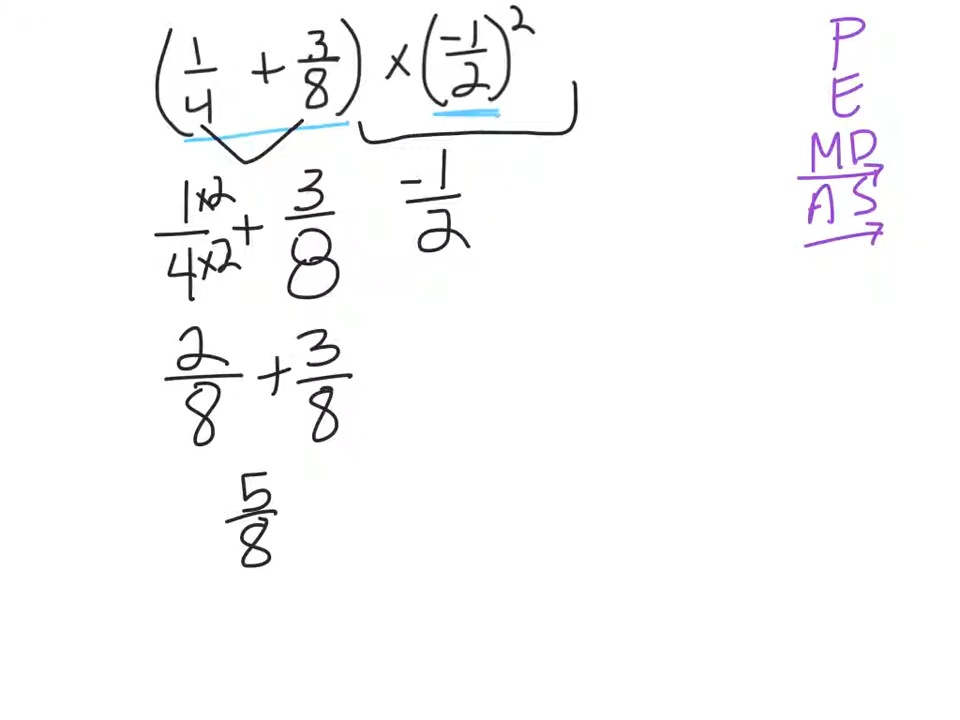 (1/4 + 3/8) × (-1/2)²
1×2/4×2 + 3/8
-1/2
2/8 + 3/8
5/8
P
E
MD
AS